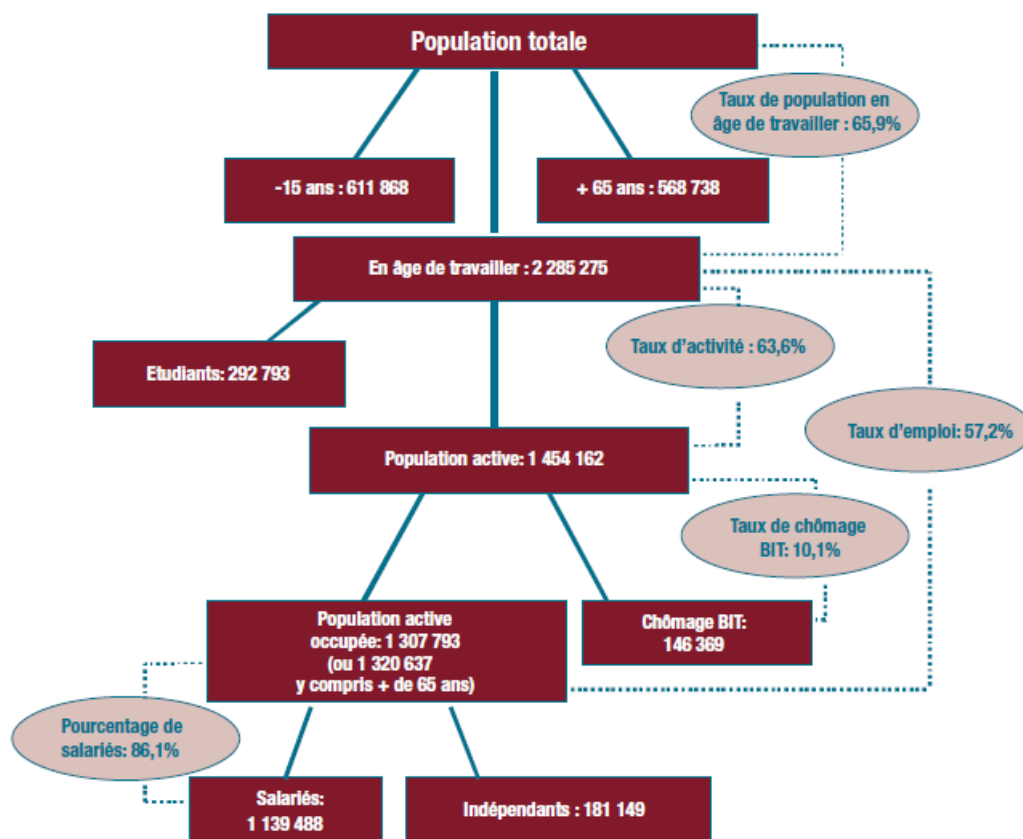 Population totale
Taux de population en
âge de travailler : 65,9%
-15 ans : 611 868
+ 65 ans : 568 738
En âge de travailler : 2 285 275
Taux d'activité : 63,6%
Etudiants: 292 793
Taux d'emploi: 57,2%
Population active: 1 454 162
Taux de chômage
BIT: 10,1%
Population active
occupée: 1 307 793
(ou 1 320 637
y compris + de 65 ans)
Chômage BIT:
146 369
Pourcentage de
salariés: 86,1%
Salariés:
1 139 488
Indépendants : 181 149